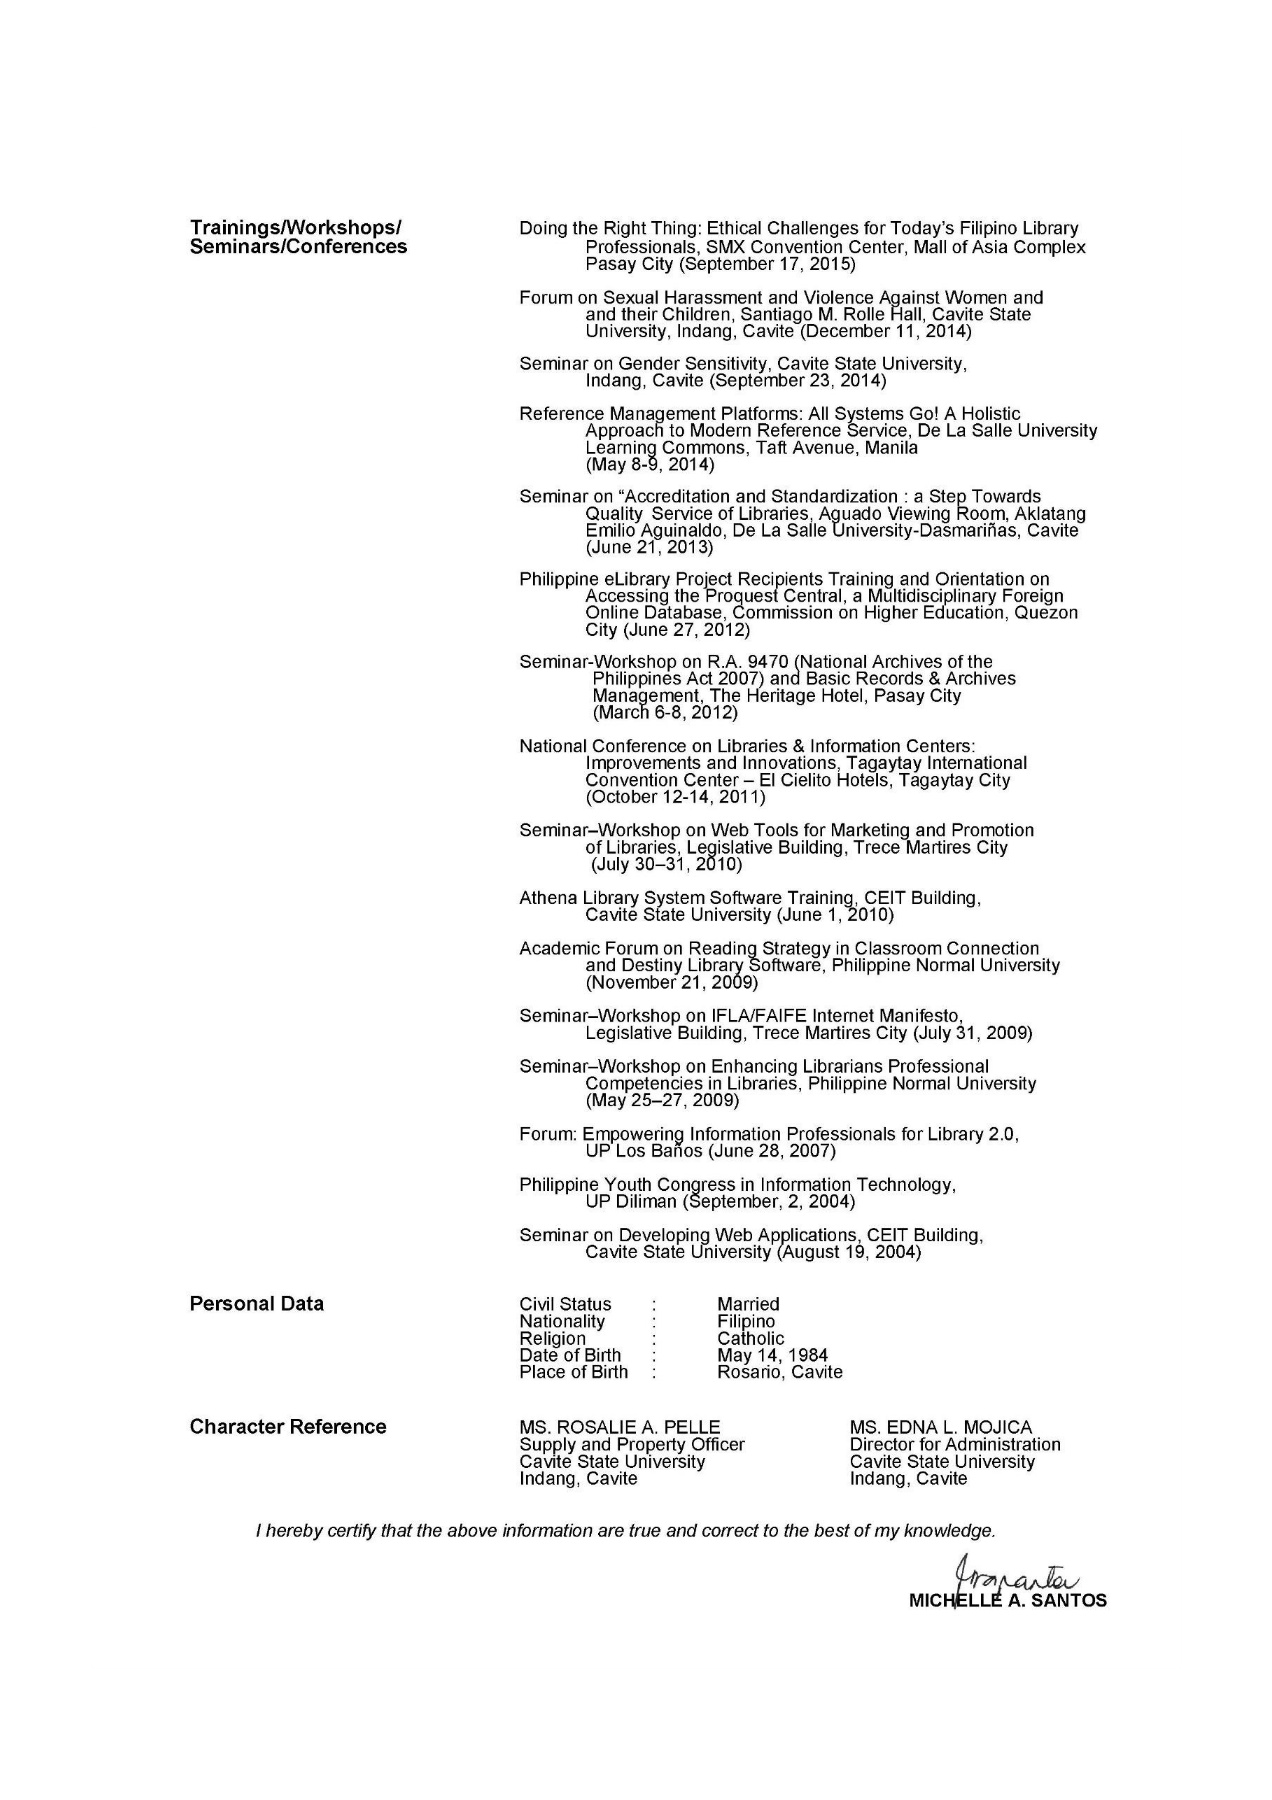 Trainings/Workshops/
Seminars/Conferences
Doing the Right Thing: Ethical Challenges for Today's Filipino Library
Professionals, SMX Convention Center, Mall of Asia Complex
Pasay City (September 17, 2015)
Forum on Sexual Harassment and Violence Against Women and
and their Children, Santiago M. Rolle Hall, Cavite State
University, Indang, Cavite (December 11, 2014)
Seminar on Gender Sensitivity, Cavite State University,
Indang, Cavite (September 23, 2014)
Reference Management Platforms: All Systems Go! A Holistic
Approach to Modern Reference Service, De La Salle University
Learning Commons, Taft Avenue, Manila
(May 8-9, 2014)
Seminar on “Accreditation and Standardization : a Step Towards
Quality Service of Libraries, Aguado Viewing Room, Aklatang
Emilio Aguinaldo, De La Salle University-Dasmariñas, Cavite
(June 21, 2013)
Philippine eLibrary Project Recipients Training and Orientation on
Accessing the Proquest Central, a Multidisciplinary Foreign
Online Database, Commission on Higher Education, Quezon
City (June 27, 2012)
Seminar-Workshop on R.A. 9470 (National Archives of the
Philippines Act 2007) and Basic Records & Archives
Management, The Heritage Hotel, Pasay City
(March 6-8, 2012)
National Conference on Libraries & Information Centers:
Improvements and Innovations, Tagaytay International
Convention Center – El Cielito Hotels, Tagaytay City
(October 12-14, 2011)
Seminar–Workshop on Web Tools for Marketing and Promotion
of Libraries, Legislative Building, Trece Martires City
(July 30–31, 2010)
Athena Library System Software Training, CEIT Building,
Cavite State University (June 1, 2010)
Academic Forum on Reading Strategy in Classroom Connection
and Destiny Library Software, Philippine Normal University
(November 21, 2009)
Seminar–Workshop on IFLA/FAIFE Internet Manifesto,
Legislative Building, Trece Martires City (July 31, 2009)
Seminar–Workshop on Enhancing Librarians Professional
Competencies in Libraries, Philippine Normal University
(May 25–27, 2009)
Forum: Empowering Information Professionals for Library 2.0,
UP Los Baños (June 28, 2007)
Philippine Youth Congress in Information Technology,
UP Diliman (September, 2, 2004)
Seminar on Developing Web Applications, CEIT Building,
Cavite State University (August 19, 2004)
Personal Data
Civil Status : Married
Nationality : Filipino
Religion : Catholic
Date of Birth : May 14, 1984
Place of Birth : Rosario, Cavite
Character Reference
MS. ROSALIE A. PELLE MS. EDNA L. MOJICA
Supply and Property Officer Director for Administration
Cavite State University Cavite State University
Indang, Cavite Indang, Cavite
I hereby certify that the above information are true and correct to the best of my knowledge.
MICHELLE A. SANTOS